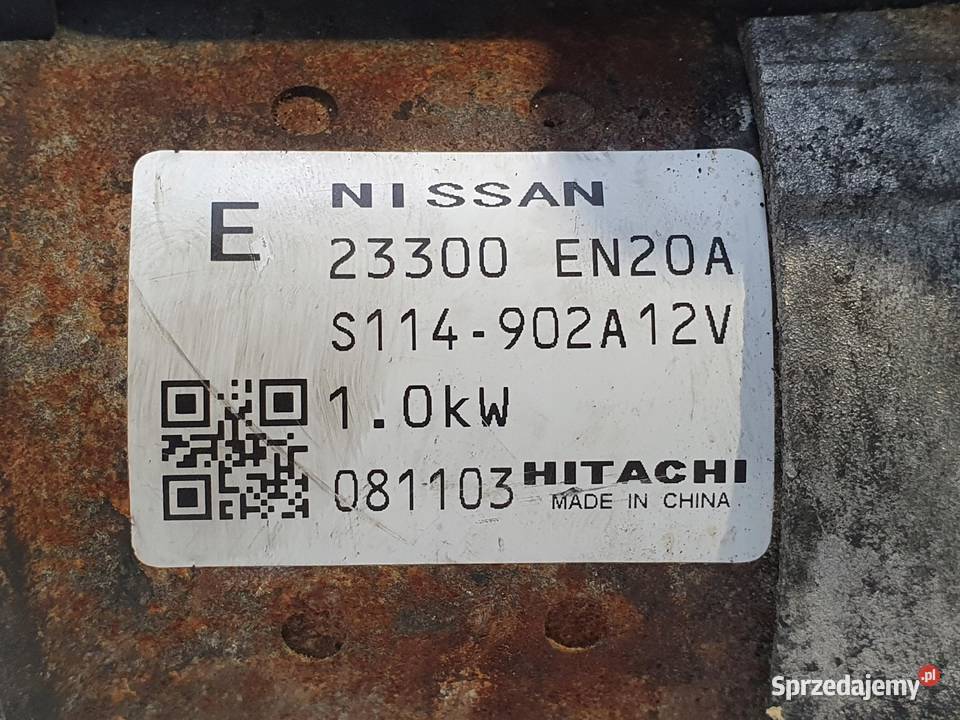 E NISSAN
23300 EN20A
S114-902A12V
1.0kW
081103 HITACHI
MADE IN CHINA
Sprzedajemy.pl